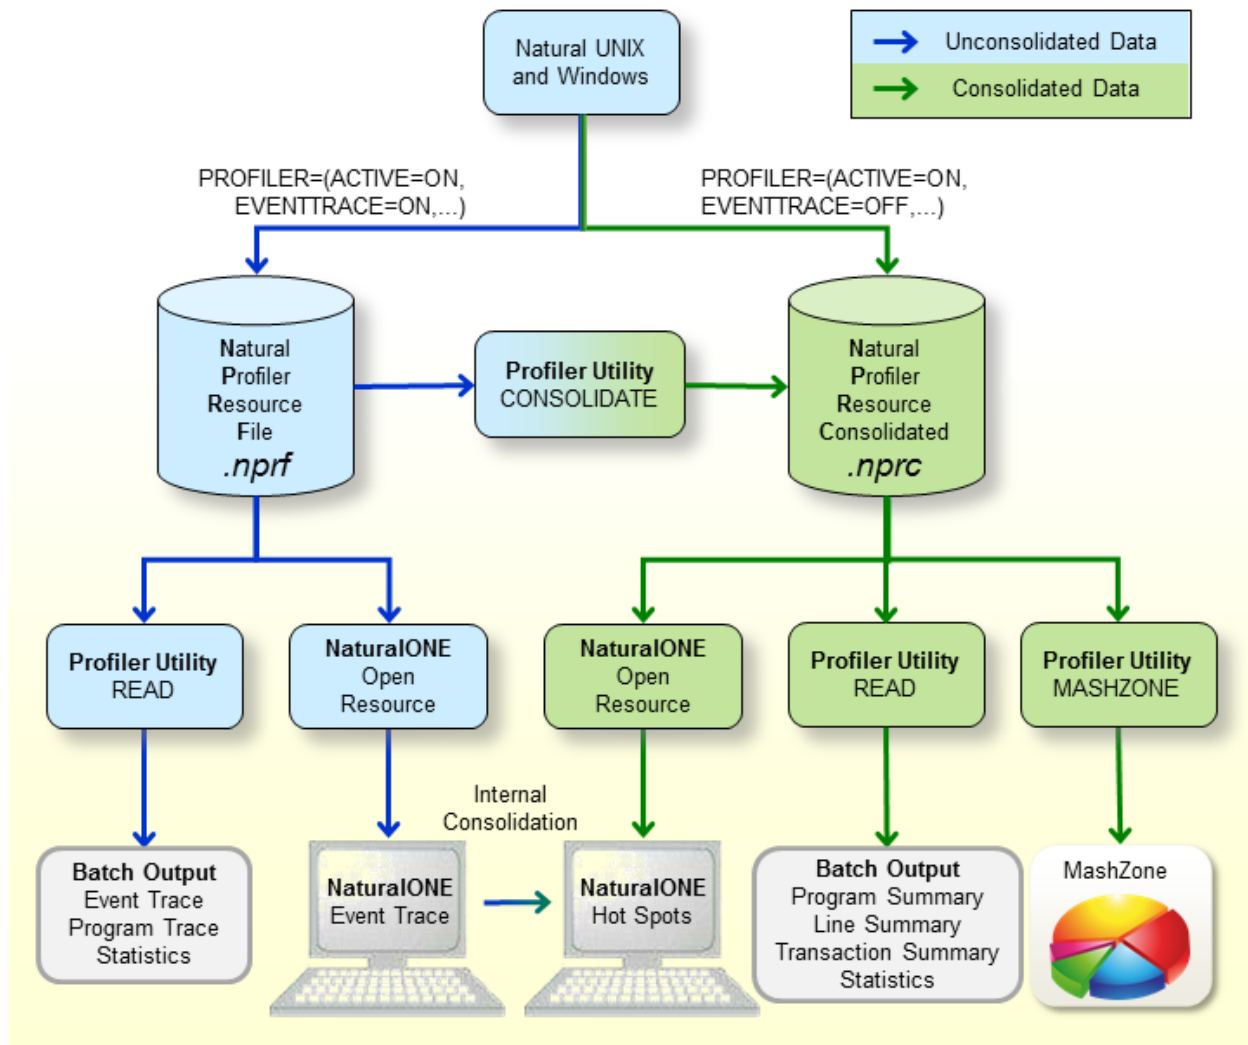 Natural UNIX
and Windows
Unconsolidated Data
Consolidated Data
PROFILER=(ACTIVE=ON,
EVENTTRACE=ON,...)
PROFILER=(ACTIVE=ON,
EVENTTRACE=OFF,...)
Natural
Profiler
Resource
File
.nprf
Profiler Utility
CONSOLIDATE
Natural
Profiler
Resource
Consolidated
.nprc
Profiler Utility
READ
NaturalONE
Open
Resource
NaturalONE
Open
Resource
Profiler Utility
READ
Profiler Utility
MASHZONE
Internal
Consolidation
Batch Output
Event Trace
Program Trace
Statistics
NaturalONE
Event Trace
NaturalONE
Hot Spots
Batch Output
Program Summary
Line Summary
Transaction Summary
Statistics
MashZone